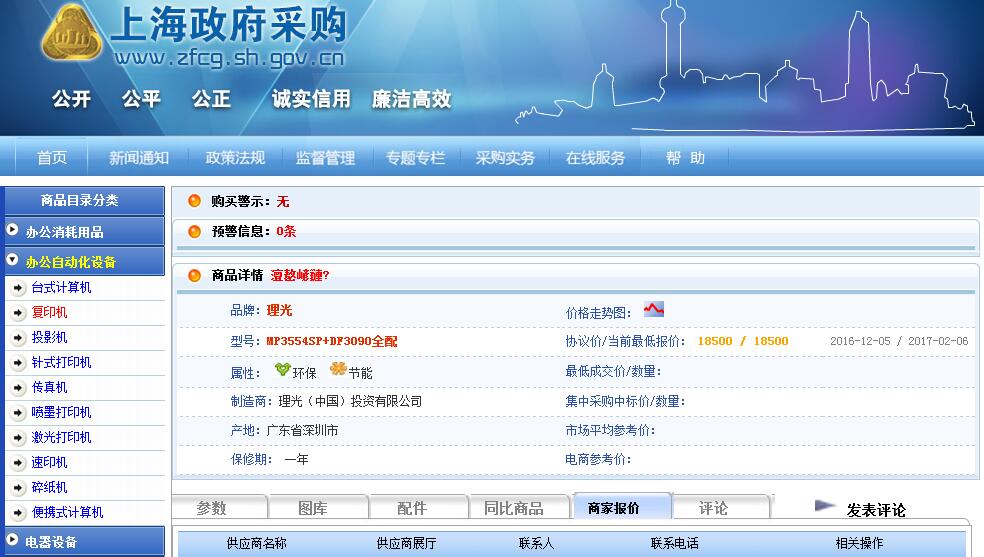 上海政府采购
www.zfcg.sh.gov.cn
公开 公平 公正 诚实信用 廉洁高效
首页 新闻通知 政策法规 监督管理 专题专栏 采购实务 在线服务 帮 助
商品目录分类
办公消耗用品
办公自动化设备
台式计算机
复印机
投影机
针式打印机
传真机
喷墨打印机
激光打印机
速印机
碎纸机
便携式计算机
电器设备
购买警示：无
预警信息：0条
商品详情
品牌：理光 价格走势图：
型号：MP3554SP+DF3090全配 协议价/当前最低报价： 18500 / 18500 2016-12-05 / 2017-02-06
属性： 环保 节能 最低成交价/数量：
制造商：理光（中国）投资有限公司 集中采购中标价/数量：
产地：广东省深圳市 市场平均参考价：
保修期： 一年 电商参考价：
参数 图库 配件 同比商品 商家报价 评论 发表评论
供应商名称 供应商展厅 联系人 联系电话 相关操作